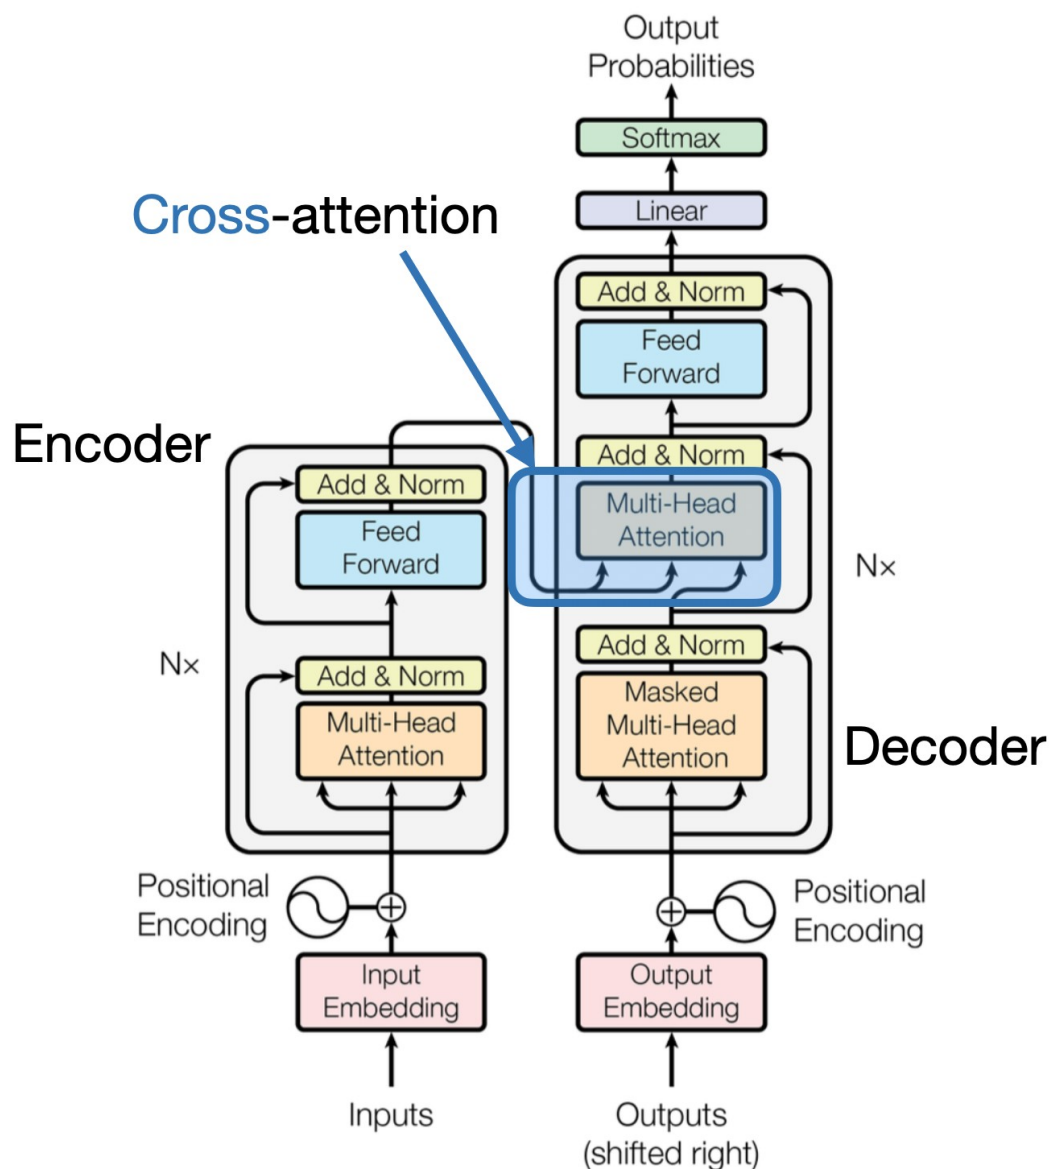 Output
Probabilities
Softmax
Cross-attention
Linear
Add & Norm
Feed
Forward
Encoder
Add & Norm
Add & Norm
Multi-Head
Attention
Feed
Forward
N×
Add & Norm
N×
Add & Norm
Masked
Multi-Head
Attention
Multi-Head
Attention
Decoder
Positional
Encoding
Positional
Encoding
Input
Embedding
Output
Embedding
Inputs
Outputs
(shifted right)